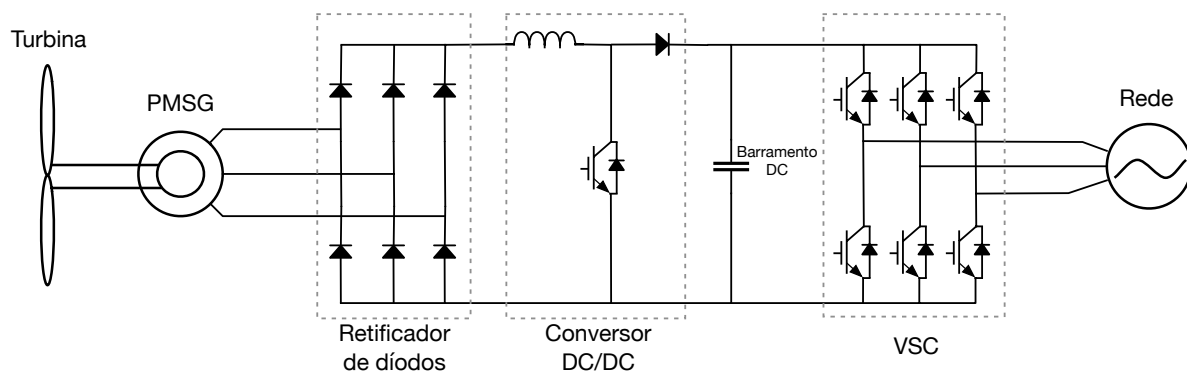 Turbina
PMSG
Rede
Barramento
DC
Retificador
de díodos
Conversor
DC/DC
VSC